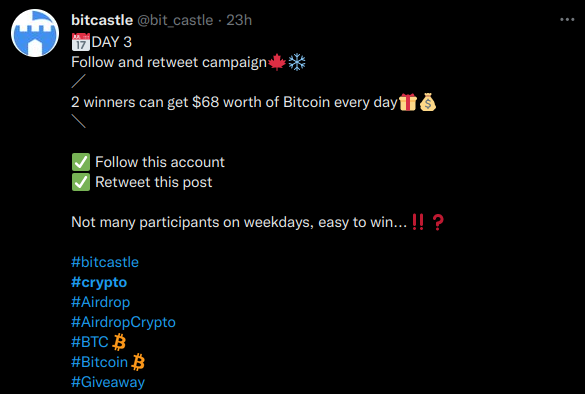 bitcastle @bit_castle · 23h
📅DAY 3
Follow and retweet campaign🍁❄️
／
2 winners can get $68 worth of Bitcoin every day🎁💰
＼
✅ Follow this account
✅ Retweet this post
Not many participants on weekdays, easy to win…‼️❓
#bitcastle
#crypto
#Airdrop
#AirdropCrypto
#BTC
#Bitcoin
#Giveaway